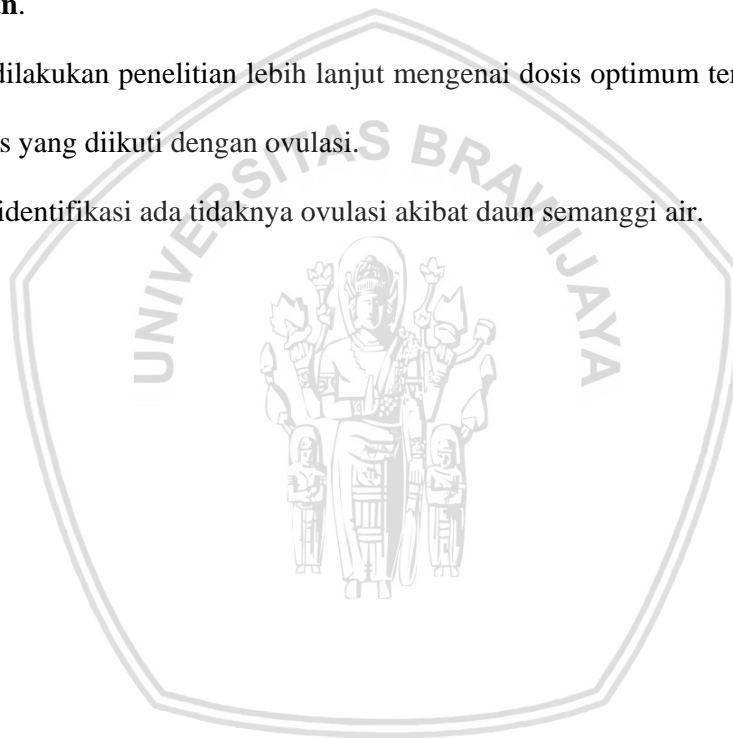 n.
dilakukan penelitian lebih lanjut mengenai dosis optimum ter
s yang diikuti dengan ovulasi.
identifikasi ada tidaknya ovulasi akibat daun semanggi air.
UNIVERSITAS BRAWIJAYA